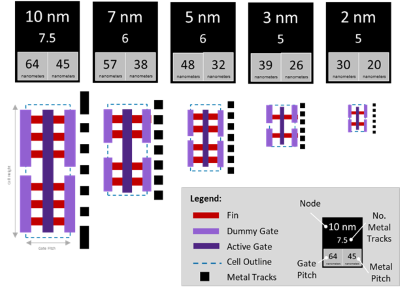 10 nm
7.5
64 45
nanometers nanometers
7 nm
6
57 38
nanometers nanometers
5 nm
6
48 32
nanometers nanometers
3 nm
5
39 26
nanometers nanometers
2 nm
5
30 20
nanometers nanometers
cell height
gate pitch
Legend:
Fin
Dummy Gate
Active Gate
Cell Outline
Metal Tracks
Node
No.
Metal
Tracks
10 nm
7.5
64 45
nanometers nanometers
Gate
Pitch
Metal
Pitch